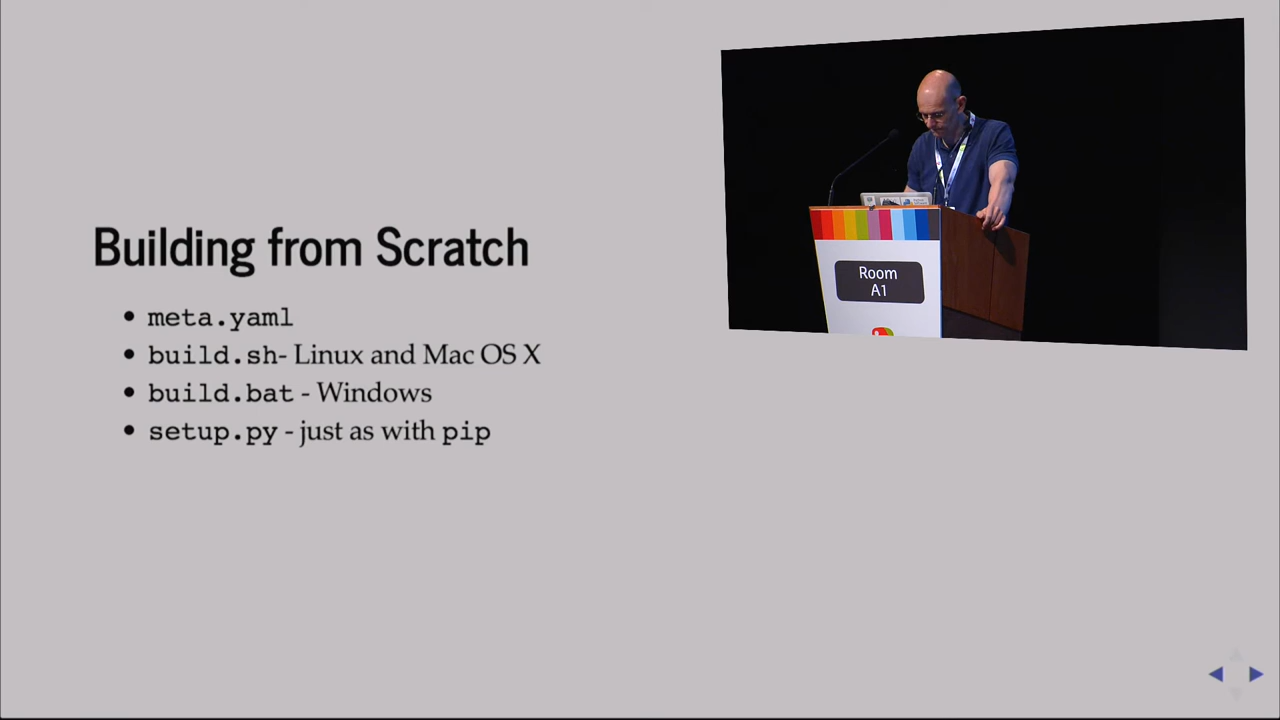 Building from Scratch
• meta.yaml
• build.sh- Linux and Mac OS X
• build.bat - Windows
• setup.py - just as with pip
Room
A1